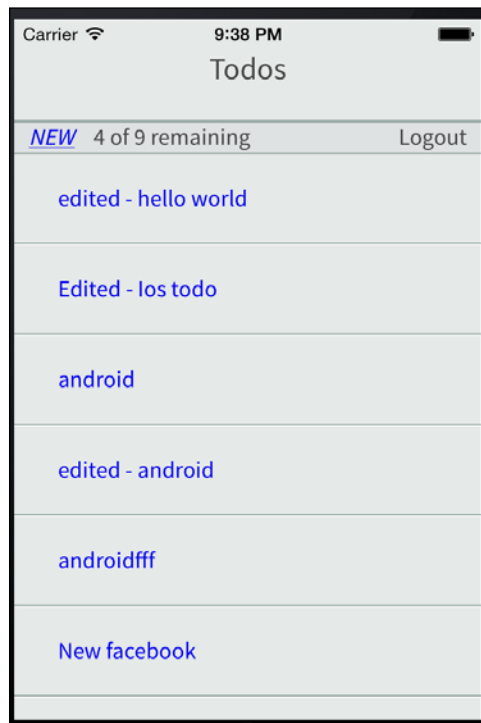 Carrier 9:38 PM
Todos
NEW 4 of 9 remaining Logout
edited - hello world
Edited - Ios todo
android
edited - android
androidfff
New facebook